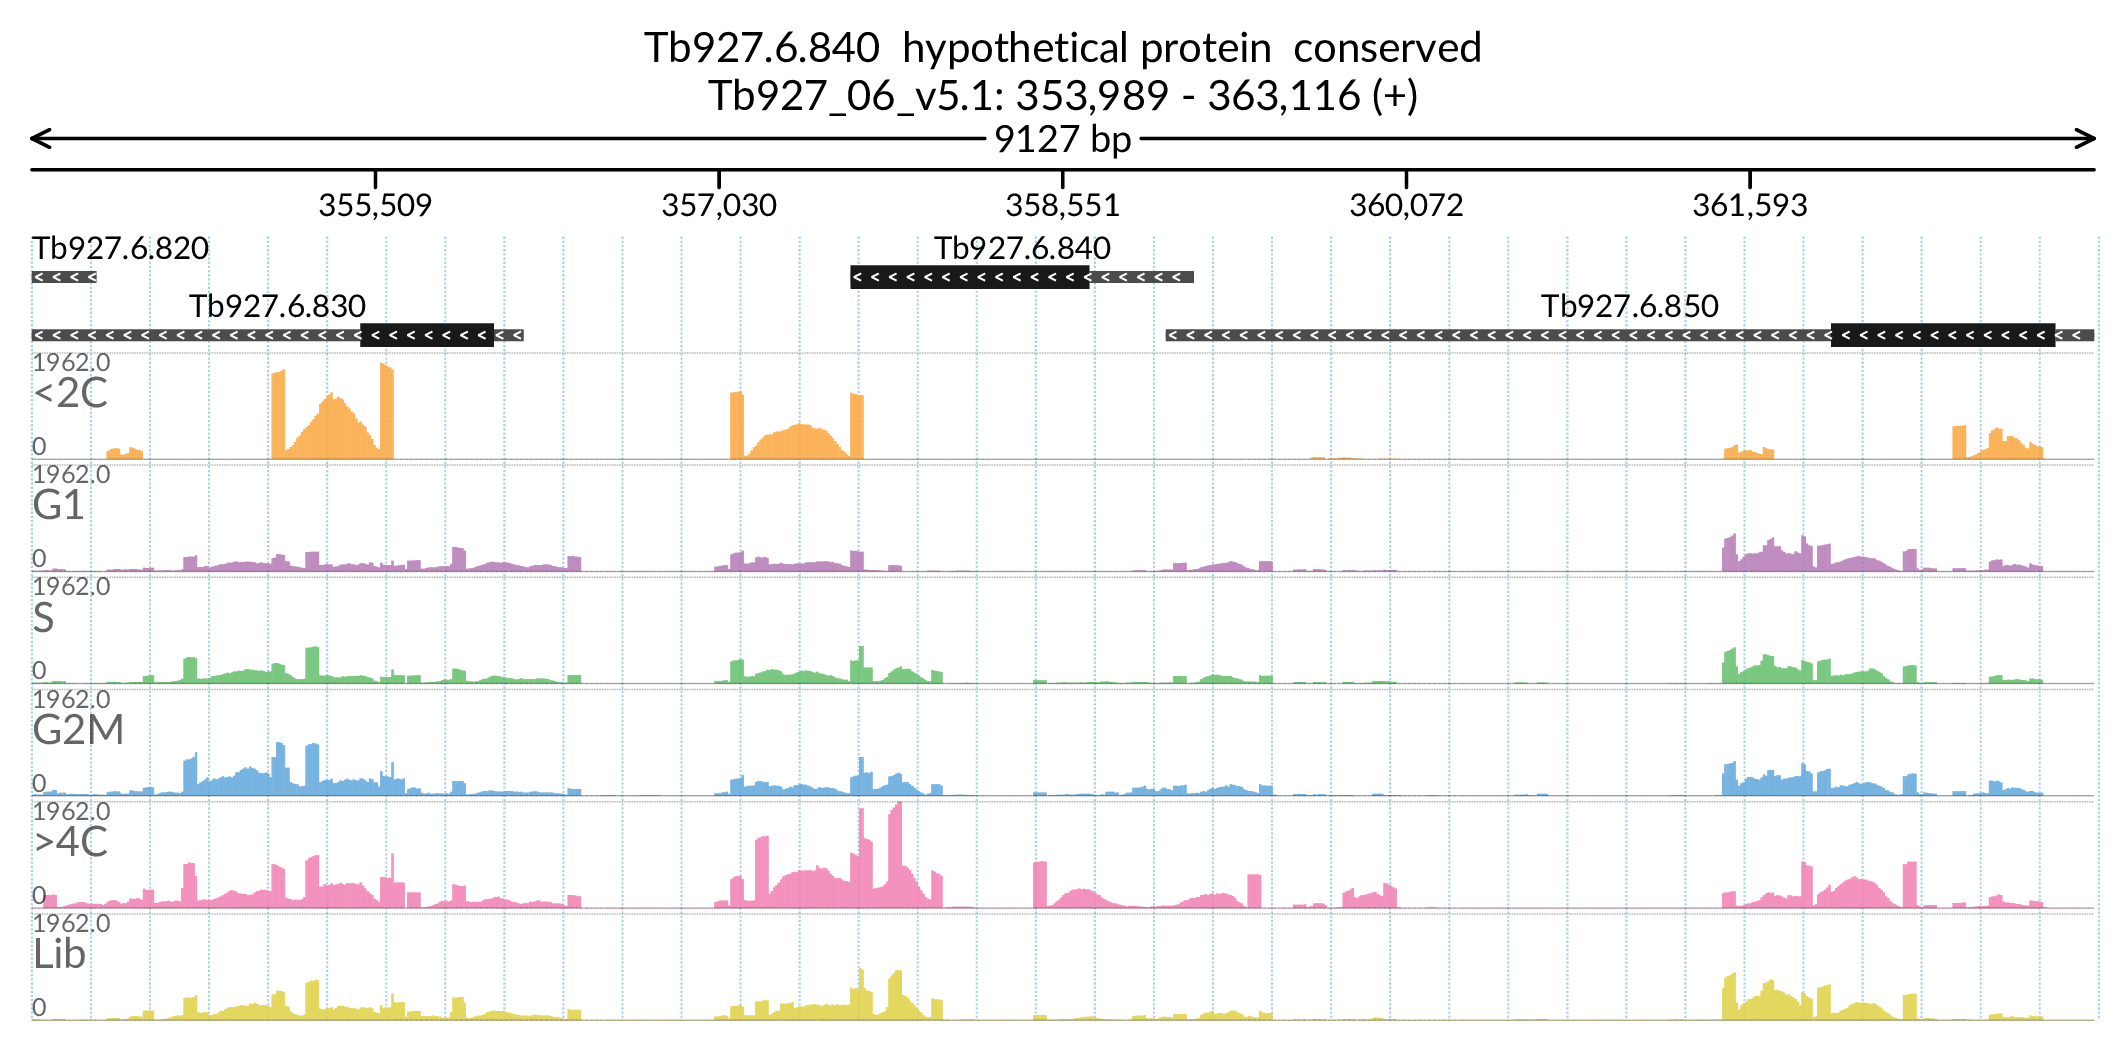 Tb927.6.840  hypothetical protein  conserved
Tb927_06_v5.1: 353,989 - 363,116 (+)
9127 bp
355,509 357,030 358,551 360,072 361,593
Tb927.6.820 Tb927.6.840
Tb927.6.830 Tb927.6.850
1962.0
<2C
0
1962.0
G1
0
1962.0
S
0
1962.0
G2M
0
1962.0
>4C
0
1962.0
Lib
0